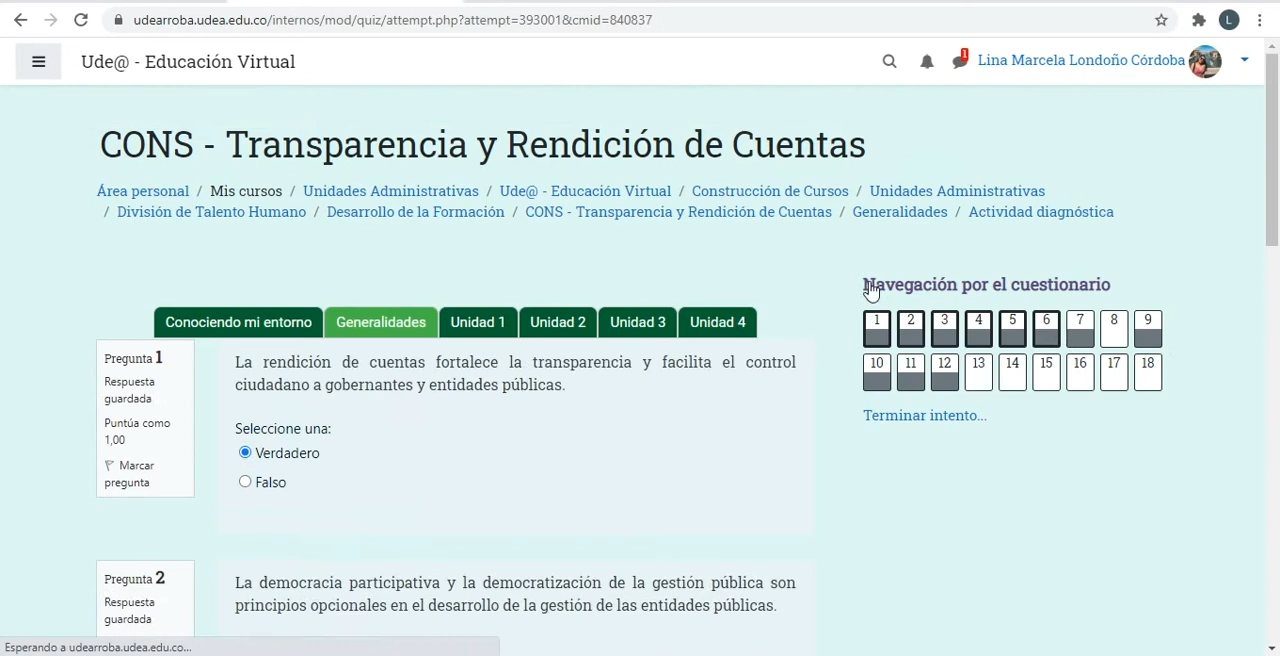 udearroba.udea.edu.co/internos/mod/quiz/attempt.php?attempt=393001&cmid=840837
L
Ude@ - Educación Virtual
1
Lina Marcela Londoño Córdoba
CONS - Transparencia y Rendición de Cuentas
Área personal / Mis cursos / Unidades Administrativas / Ude@ - Educación Virtual / Construcción de Cursos / Unidades Administrativas
/ División de Talento Humano / Desarrollo de la Formación / CONS - Transparencia y Rendición de Cuentas / Generalidades / Actividad diagnóstica
Conociendo mi entorno Generalidades Unidad 1 Unidad 2 Unidad 3 Unidad 4
Pregunta 1
Respuesta
guardada
Puntúa como
1,00
Marcar
pregunta
La rendición de cuentas fortalece la transparencia y facilita el control
ciudadano a gobernantes y entidades públicas.
Seleccione una:
Verdadero
Falso
Pregunta 2
Respuesta
guardada
La democracia participativa y la democratización de la gestión pública son
principios opcionales en el desarrollo de la gestión de las entidades públicas.
Navegación por el cuestionario
1 2 3 4 5 6 7 8 9
10 11 12 13 14 15 16 17 18
Terminar intento...
Esperando a udearroba.udea.edu.co...